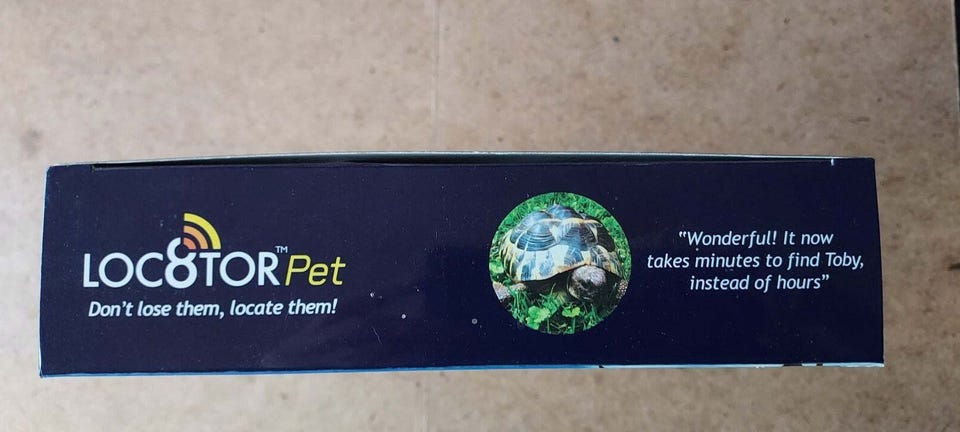 LOC8TOR™ Pet
Don't lose them, locate them!
"Wonderful! It now
takes minutes to find Toby,
instead of hours"